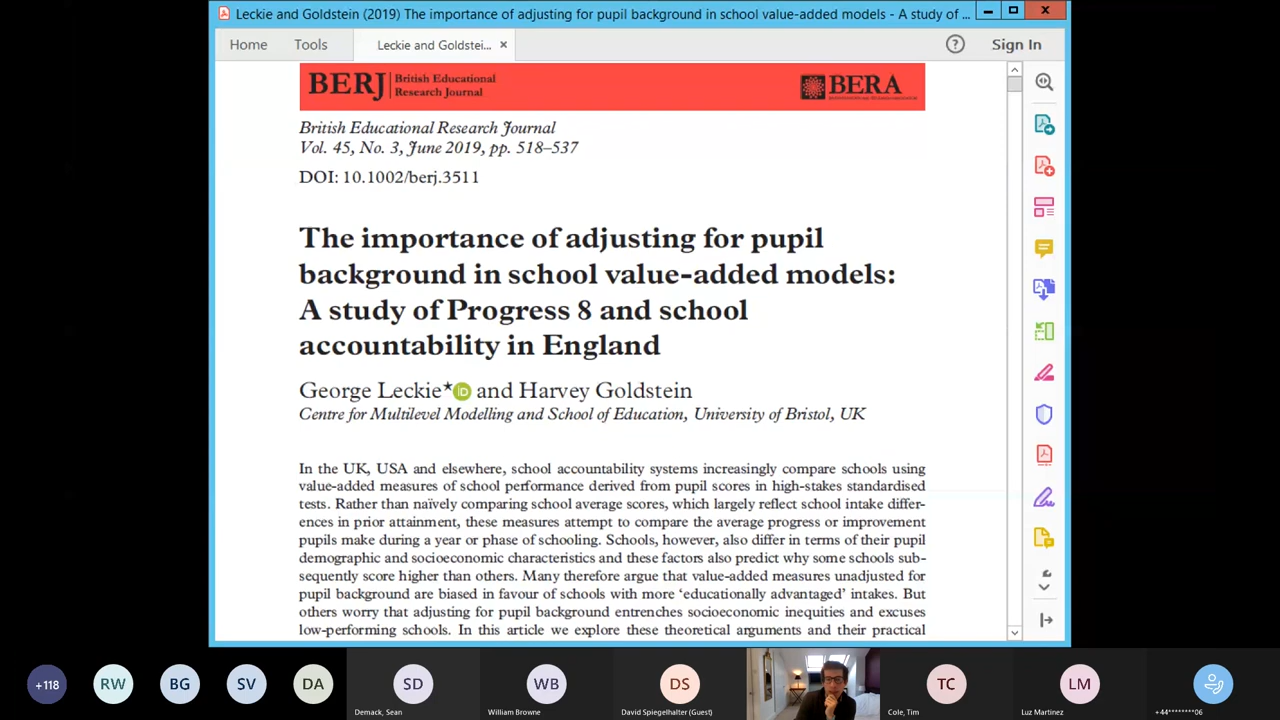 Leckie and Goldstein (2019) The importance of adjusting for pupil background in school value-added models - A study of ...
Home
Tools
Leckie and Goldstei...
×
?
Sign In
BERJ
British Educational
Research Journal
BERA
British Educational Research Journal
Vol. 45, No. 3, June 2019, pp. 518–537
DOI: 10.1002/berj.3511
The importance of adjusting for pupil
background in school value-added models:
A study of Progress 8 and school
accountability in England
George Leckie* iD and Harvey Goldstein
Centre for Multilevel Modelling and School of Education, University of Bristol, UK
In the UK, USA and elsewhere, school accountability systems increasingly compare schools using
value-added measures of school performance derived from pupil scores in high-stakes standardised
tests. Rather than naïvely comparing school average scores, which largely reflect school intake differ-
ences in prior attainment, these measures attempt to compare the average progress or improvement
pupils make during a year or phase of schooling. Schools, however, also differ in terms of their pupil
demographic and socioeconomic characteristics and these factors also predict why some schools sub-
sequently score higher than others. Many therefore argue that value-added measures unadjusted for
pupil background are biased in favour of schools with more ‘educationally advantaged’ intakes. But
others worry that adjusting for pupil background entrenches socioeconomic inequities and excuses
low-performing schools. In this article we explore these theoretical arguments and their practical
+118
RW
BG
SV
DA
SD
Demack, Sean
WB
William Browne
DS
David Spiegelhalter (Guest)
TC
Cole, Tim
LM
Luz Martinez
+44********06